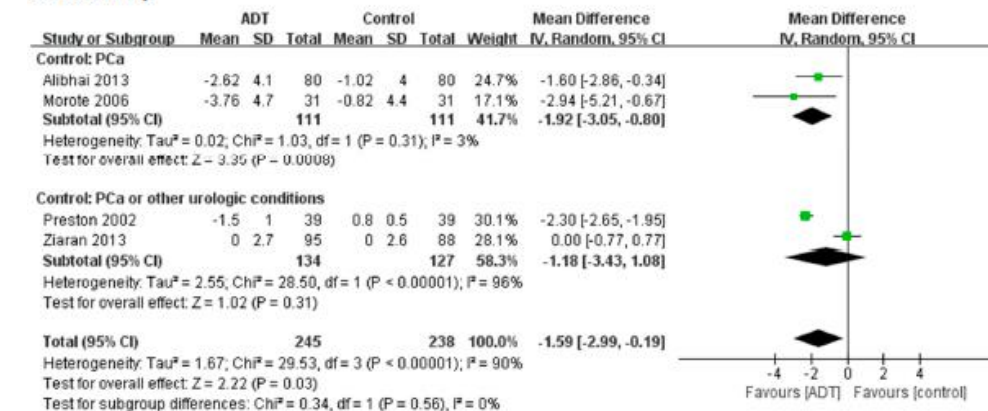 ADT Control Mean Difference Mean Difference
Study or Subgroup Mean SD Total Mean SD Total Weight IV, Random, 95% CI IV, Random, 95% CI
Control: PCa
Alibhai 2013 -2.62 4.1 80 -1.02 4 80 24.7% -1.60 [-2.86, -0.34]
Morote 2006 -3.76 4.7 31 -0.82 4.4 31 17.1% -2.94 [-5.21, -0.67]
Subtotal (95% CI) 111 111 41.7% -1.92 [-3.05, -0.80]
Heterogeneity: Tau² = 0.02; Chi² = 1.03, df = 1 (P = 0.31); I² = 3%
Test for overall effect: Z = 3.35 (P = 0.0008)
Control: PCa or other urologic conditions
Preston 2002 -1.5 1 39 0.8 0.5 39 30.1% -2.30 [-2.65, -1.95]
Ziaran 2013 0 2.7 95 0 2.6 88 28.1% 0.00 [-0.77, 0.77]
Subtotal (95% CI) 134 127 58.3% -1.18 [-3.43, 1.08]
Heterogeneity: Tau² = 2.55; Chi² = 28.50, df = 1 (P < 0.00001); I² = 96%
Test for overall effect: Z = 1.02 (P = 0.31)
Total (95% CI) 245 238 100.0% -1.59 [-2.99, -0.19]
Heterogeneity: Tau² = 1.67; Chi² = 29.53, df = 3 (P < 0.00001); I² = 90%
Test for overall effect: Z = 2.22 (P = 0.03)
Test for subgroup differences: Chi² = 0.34, df = 1 (P = 0.56), I² = 0%
-4 -2 0 2 4
Favours [ADT] Favours [control]